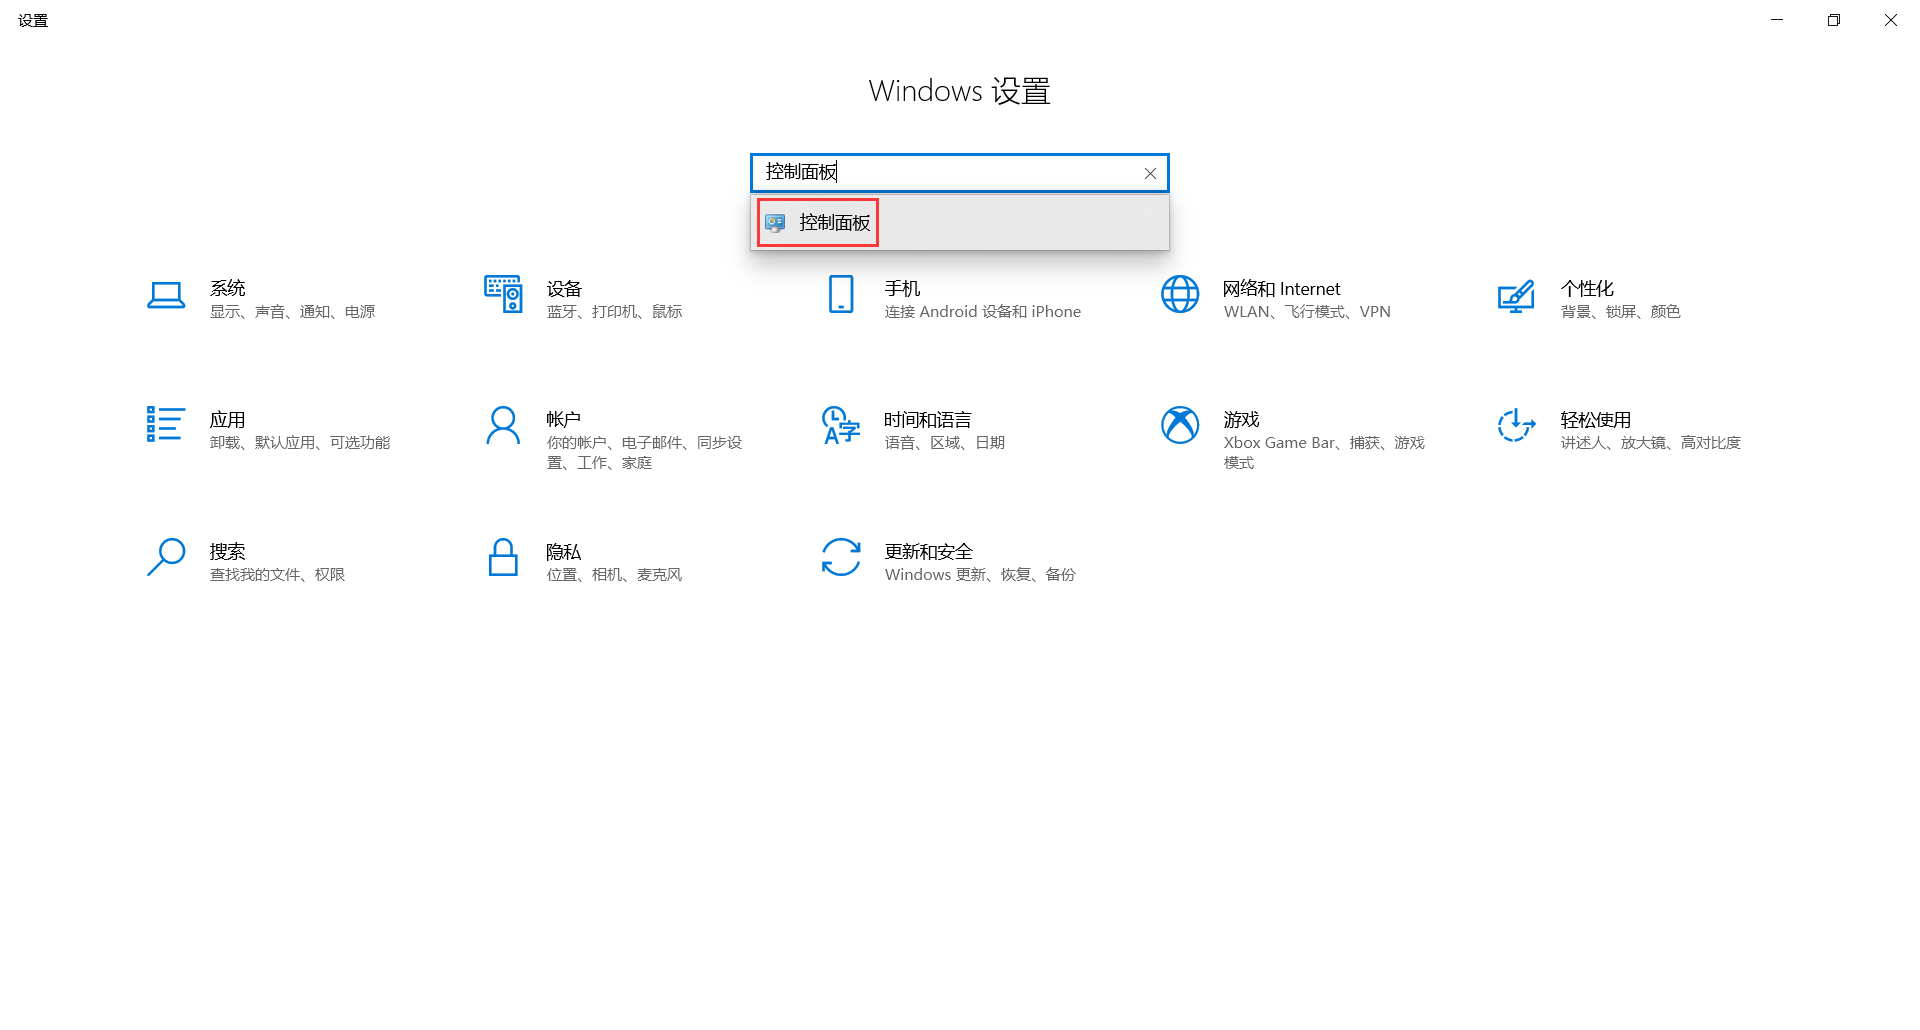 设置
Windows 设置
控制面板
控制面板
系统
显示、声音、通知、电源
设备
蓝牙、打印机、鼠标
手机
连接 Android 设备和 iPhone
网络和 Internet
WLAN、飞行模式、VPN
个性化
背景、锁屏、颜色
应用
卸载、默认应用、可选功能
帐户
你的帐户、电子邮件、同步设
置、工作、家庭
时间和语言
语音、区域、日期
游戏
Xbox Game Bar、捕获、游戏
模式
轻松使用
讲述人、放大镜、高对比度
搜索
查找我的文件、权限
隐私
位置、相机、麦克风
更新和安全
Windows 更新、恢复、备份